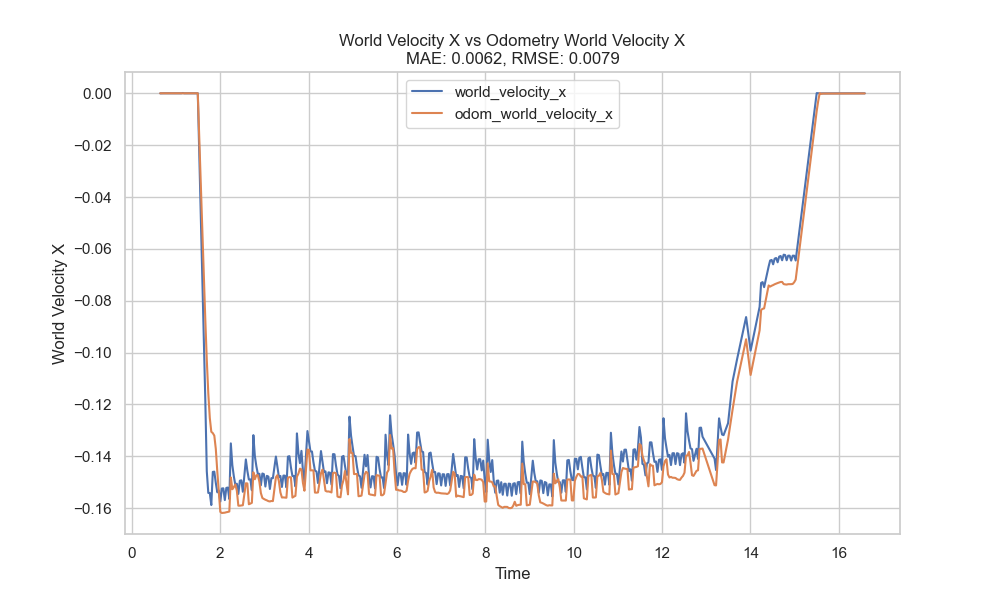 World Velocity X vs Odometry World Velocity X
MAE: 0.0062, RMSE: 0.0079
world_velocity_x
odom_world_velocity_x
World Velocity X
0.00
−0.02
−0.04
−0.06
−0.08
−0.10
−0.12
−0.14
−0.16
0 2 4 6 8 10 12 14 16
Time